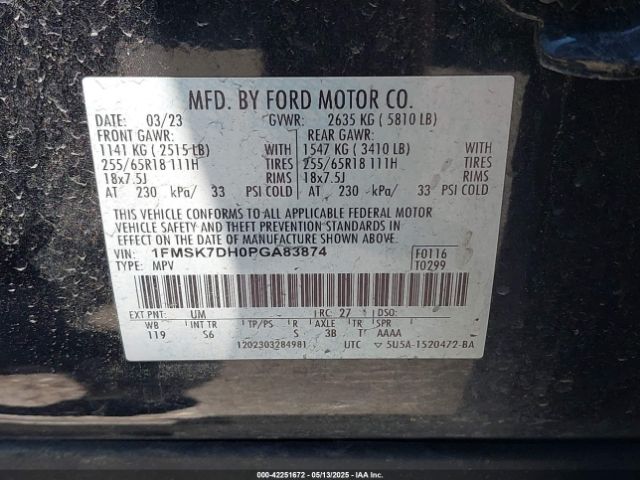 MFD. BY FORD MOTOR CO.
DATE: 03/23 GVWR: 2635 KG ( 5810 LB)
FRONT GAWR: REAR GAWR:
1141 KG ( 2515 LB) WITH 1547 KG ( 3410 LB) WITH
255/65R18 111H TIRES 255/65R18 111H TIRES
18x7.5J RIMS 18x7.5J RIMS
AT 230 kPa/ 33 PSI COLD AT 230 kPa/ 33 PSI COLD
THIS VEHICLE CONFORMS TO ALL APPLICABLE FEDERAL MOTOR
VEHICLE SAFETY AND THEFT PREVENTION STANDARDS IN EFFECT ON THE DATE OF MANUFACTURE SHOWN ABOVE.
VIN: 1FMSK7DH0PGA83874 F0116
TYPE: MPV T0299
EXT PNT: UM RC: 27 DSO:
WB INT TR TP/PS R AXLE TR SPR
119 S6 S 3B T AAAA
1202303284981 UTC ▽ 5U5A-1520472-BA
000-42251672 - 05/13/2025 - IAAI.COM